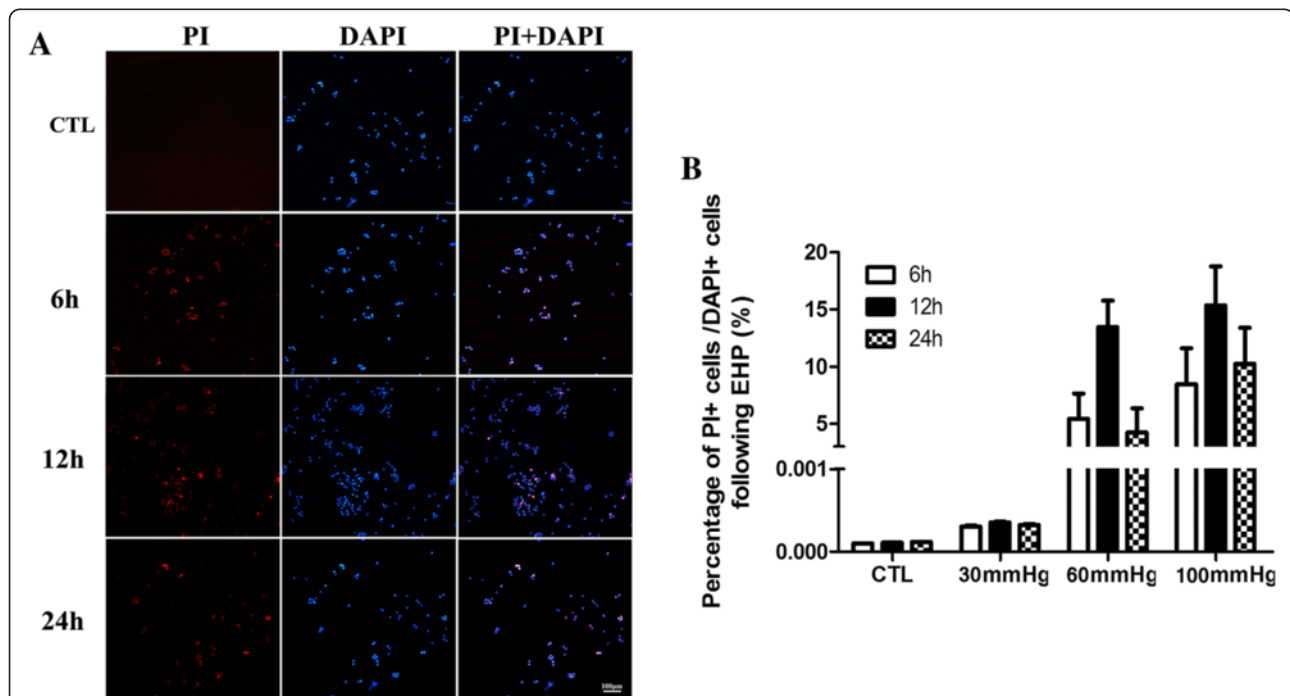 A
PI DAPI PI+DAPI
CTL
6h
12h
24h
100μm
B
Percentage of PI+ cells /DAPI+ cells
following EHP (%)
20
15
10
5
0.001
0.000
6h
12h
24h
CTL 30mmHg 60mmHg 100mmHg